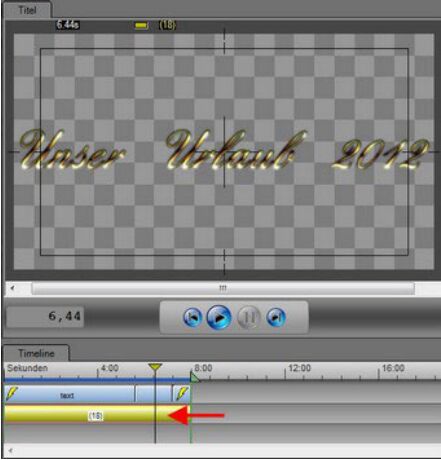 Titel
6.44s (18)
Unser Urlaub 2012
6,44
Timeline
Sekunden 4:00 8:00 12:00 16:00
text
(18)